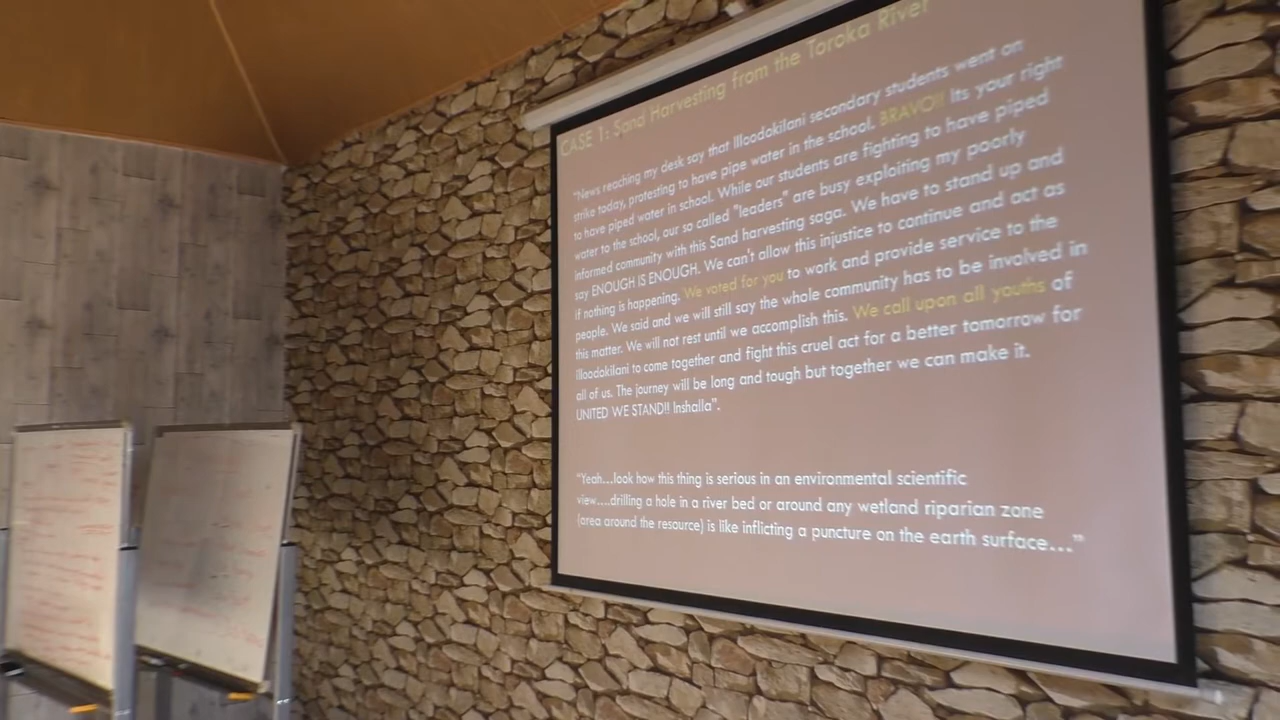 CASE 1: Sand Harvesting from the Toroka River
"News reaching my desk say that Illoodokilani secondary students went on
strike today, protesting to have pipe water in the school. BRAVO!! Its your right
to have piped water in school. While our students are fighting to have piped
water to the school, our so called "leaders" are busy exploiting my poorly
informed community with this Sand harvesting saga. We have to stand up and
say ENOUGH IS ENOUGH. We can't allow this injustice to continue and act as
if nothing is happening. We voted for you to work and provide service to the
people. We said and we will still say the whole community has to be involved in
this matter. We will not rest until we accomplish this. We call upon all youths of
illoodokilani to come together and fight this cruel act for a better tomorrow for
all of us. The journey will be long and tough but together we can make it.
UNITED WE STAND!! Inshalla".
"Yeah...look how this thing is serious in an environmental scientific
view....drilling a hole in a river bed or around any wetland riparian zone
(area around the resource) is like inflicting a puncture on the earth surface..."